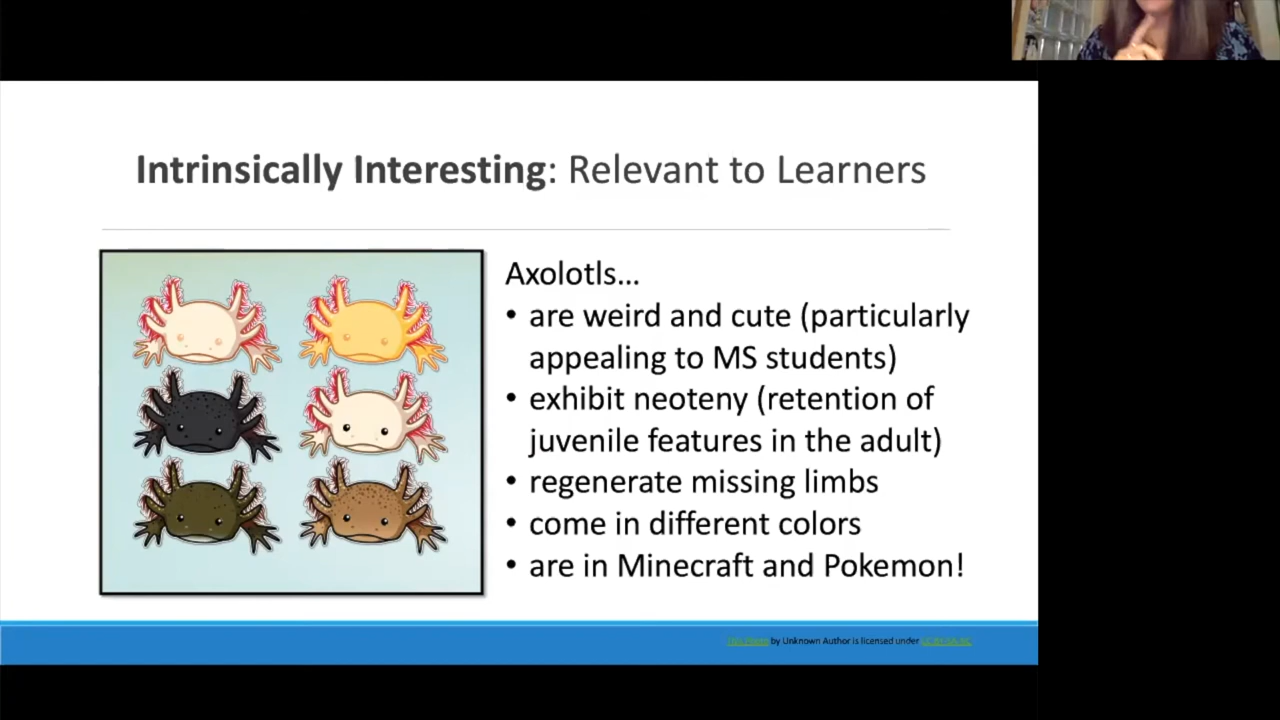 Intrinsically Interesting: Relevant to Learners
Axolotls...
• are weird and cute (particularly
appealing to MS students)
• exhibit neoteny (retention of
juvenile features in the adult)
• regenerate missing limbs
• come in different colors
• are in Minecraft and Pokemon!
by Unknown Author is licensed under